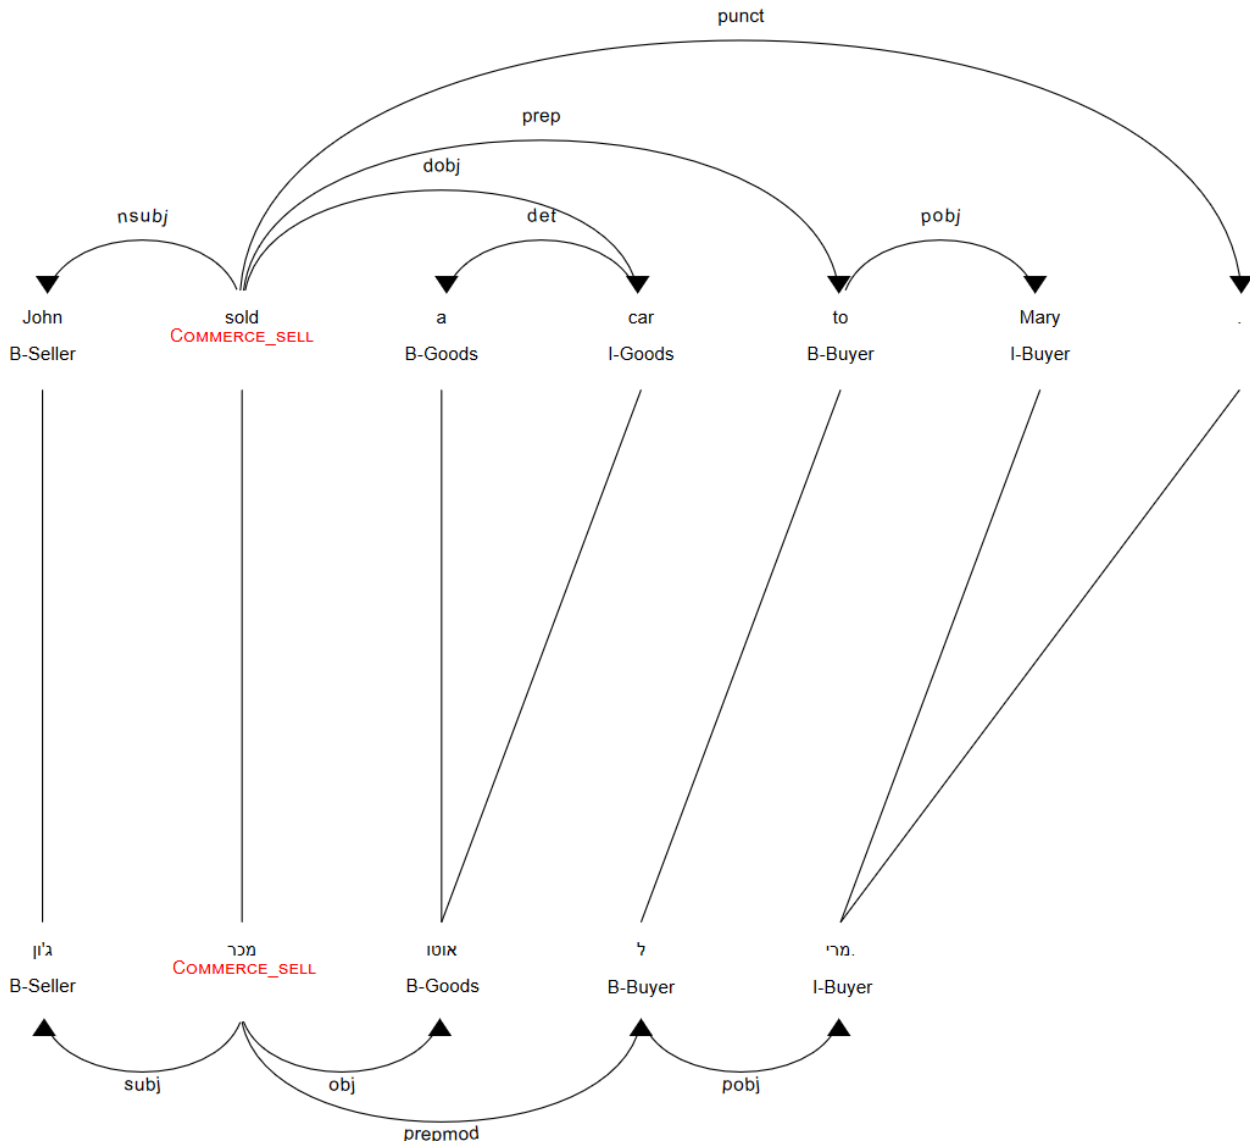 punct
prep
dobj
nsubj det pobj
John sold a car to Mary .
COMMERCE_SELL
B-Seller B-Goods I-Goods B-Buyer I-Buyer
ג'ון מכר אוטו ל מרי.
COMMERCE_SELL
B-Seller B-Goods B-Buyer I-Buyer
subj obj pobj
prepmod